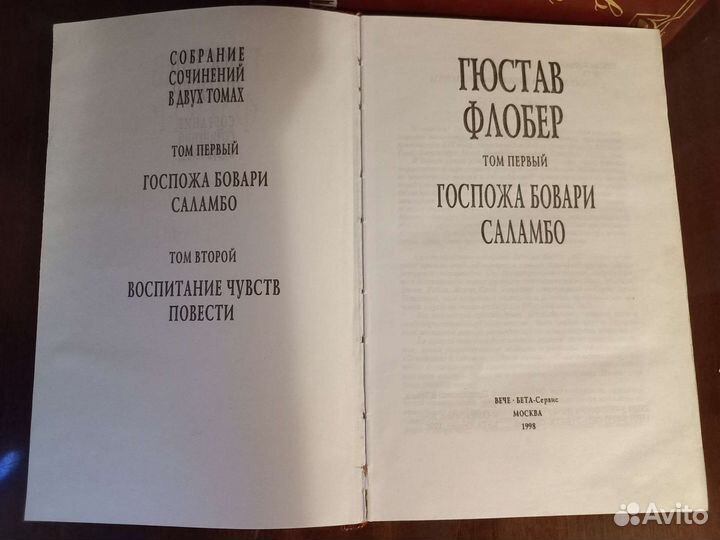 СОБРАНИЕ
СОЧИНЕНИЙ
В ДВУХ ТОМАХ
ТОМ ПЕРВЫЙ
ГОСПОЖА БОВАРИ
САЛАМБО
ТОМ ВТОРОЙ
ВОСПИТАНИЕ ЧУВСТВ
ПОВЕСТИ
ГЮСТАВ
ФЛОБЕР
ТОМ ПЕРВЫЙ
ГОСПОЖА БОВАРИ
САЛАМБО
ВЕЧЕ · БЕТА-Сервис
МОСКВА
1998
Avito